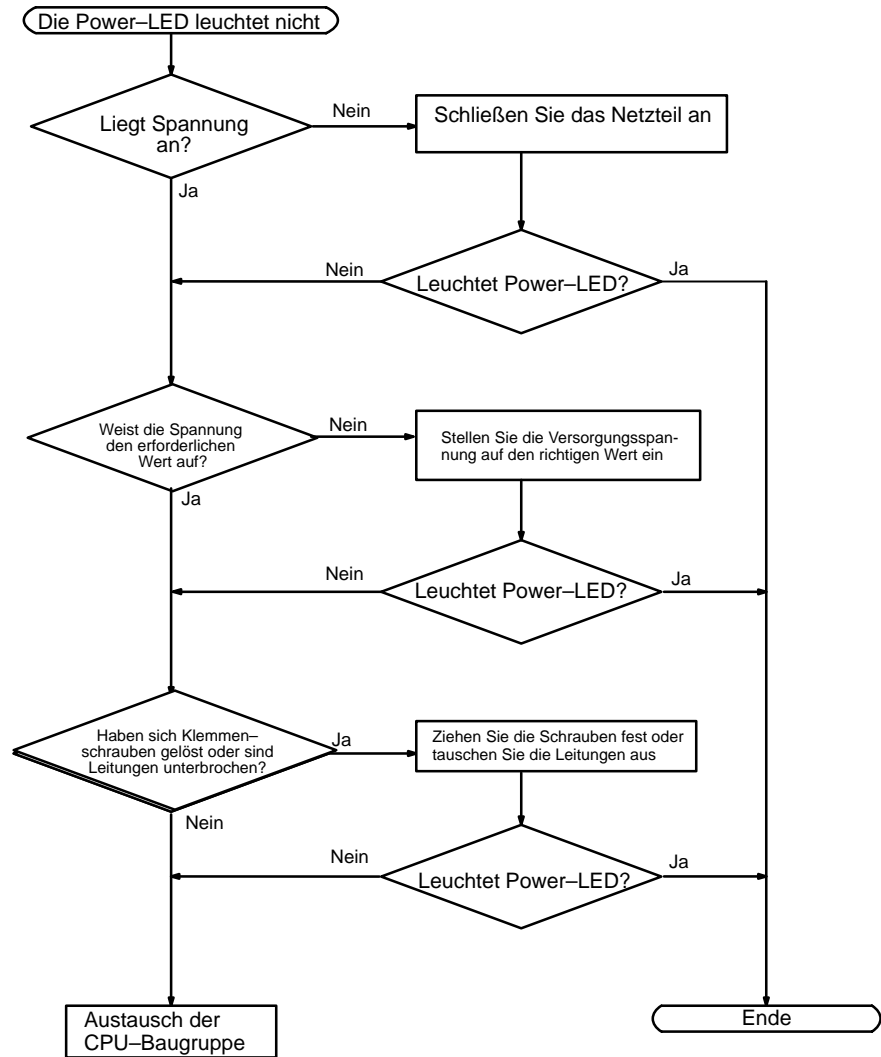 Die Power–LED leuchtet nicht
Liegt Spannung
an?
Nein
Schließen Sie das Netzteil an
Ja
Nein
Leuchtet Power–LED?
Ja
Weist die Spannung
den erforderlichen
Wert auf?
Nein
Stellen Sie die Versorgungsspan-
nung auf den richtigen Wert ein
Ja
Nein
Leuchtet Power–LED?
Ja
Haben sich Klemmen–
schrauben gelöst oder sind
Leitungen unterbrochen?
Ja
Ziehen Sie die Schrauben fest oder
tauschen Sie die Leitungen aus
Nein
Nein
Leuchtet Power–LED?
Ja
Austausch der
CPU–Baugruppe
Ende